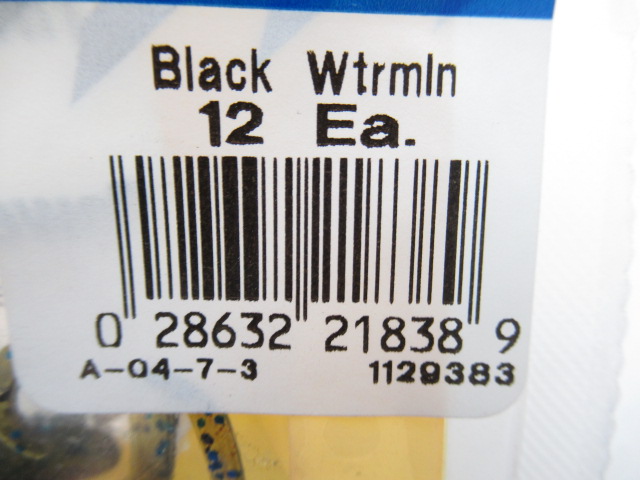 Black Wtrmln
12 Ea.
0 28632 21838 9
A-04-7-3 1129383